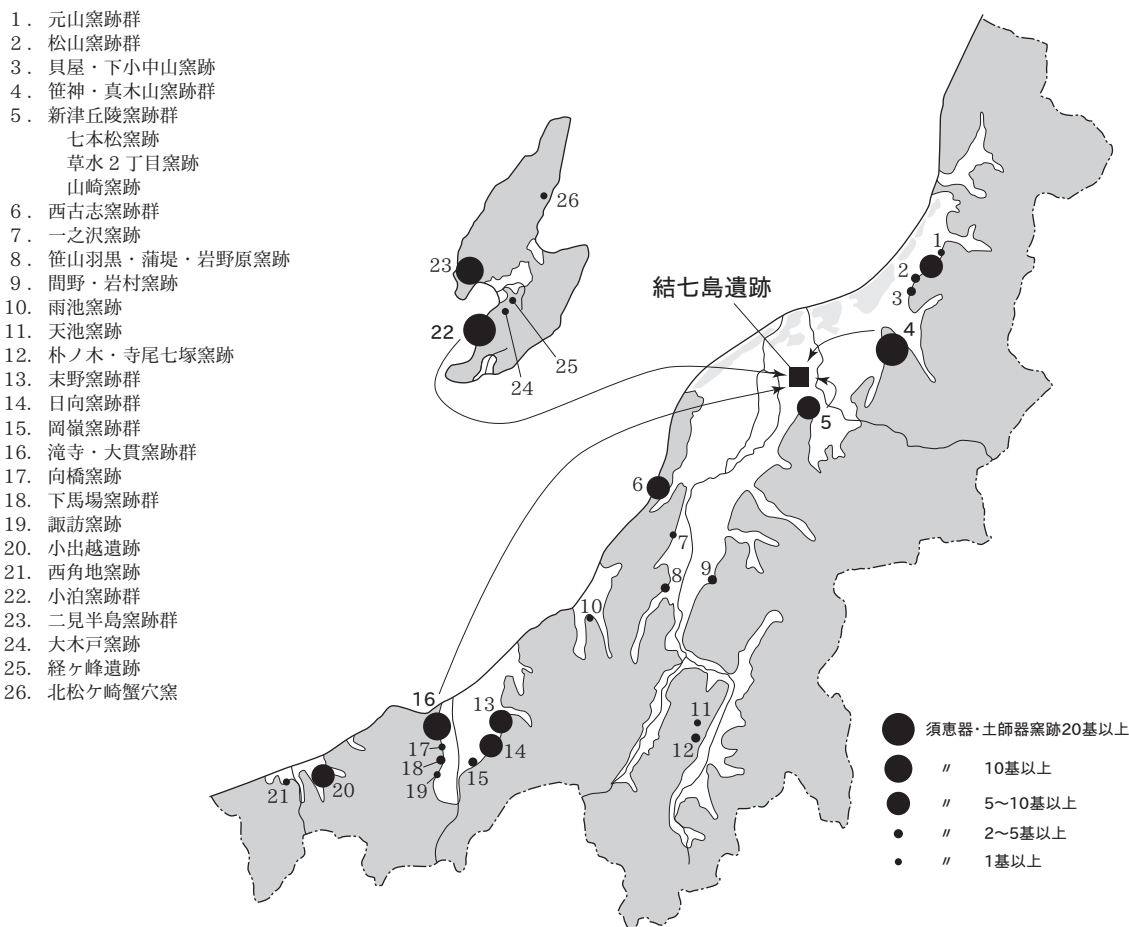 1. 元山窯跡群
2. 松山窯跡群
3. 貝屋・下小中山窯跡
4. 笹神・真木山窯跡群
5. 新津丘陵窯跡群
七本松窯跡
草水2丁目窯跡
山崎窯跡
6. 西古志窯跡群
7. 一之沢窯跡
8. 笹山羽黒・蒲堤・岩野原窯跡
9. 間野・岩村窯跡
10. 雨池窯跡
11. 天池窯跡
12. 朴ノ木・寺尾七塚窯跡
13. 末野窯跡群
14. 日向窯跡群
15. 岡嶺窯跡群
16. 滝寺・大貫窯跡群
17. 向橋窯跡
18. 下馬場窯跡群
19. 諏訪窯跡
20. 小出越遺跡
21. 西角地窯跡
22. 小泊窯跡群
23. 二見半島窯跡群
24. 大木戸窯跡
25. 経ヶ峰遺跡
26. 北松ケ崎蟹穴窯
26
23
22
25
24
結七島遺跡
1
2
3
4
5
6
7
8
9
10
11
12
13
14
15
16
17
18
19
20
21
須恵器・土師器窯跡20基以上
〃 10基以上
〃 5〜10基以上
〃 2〜5基以上
〃 1基以上